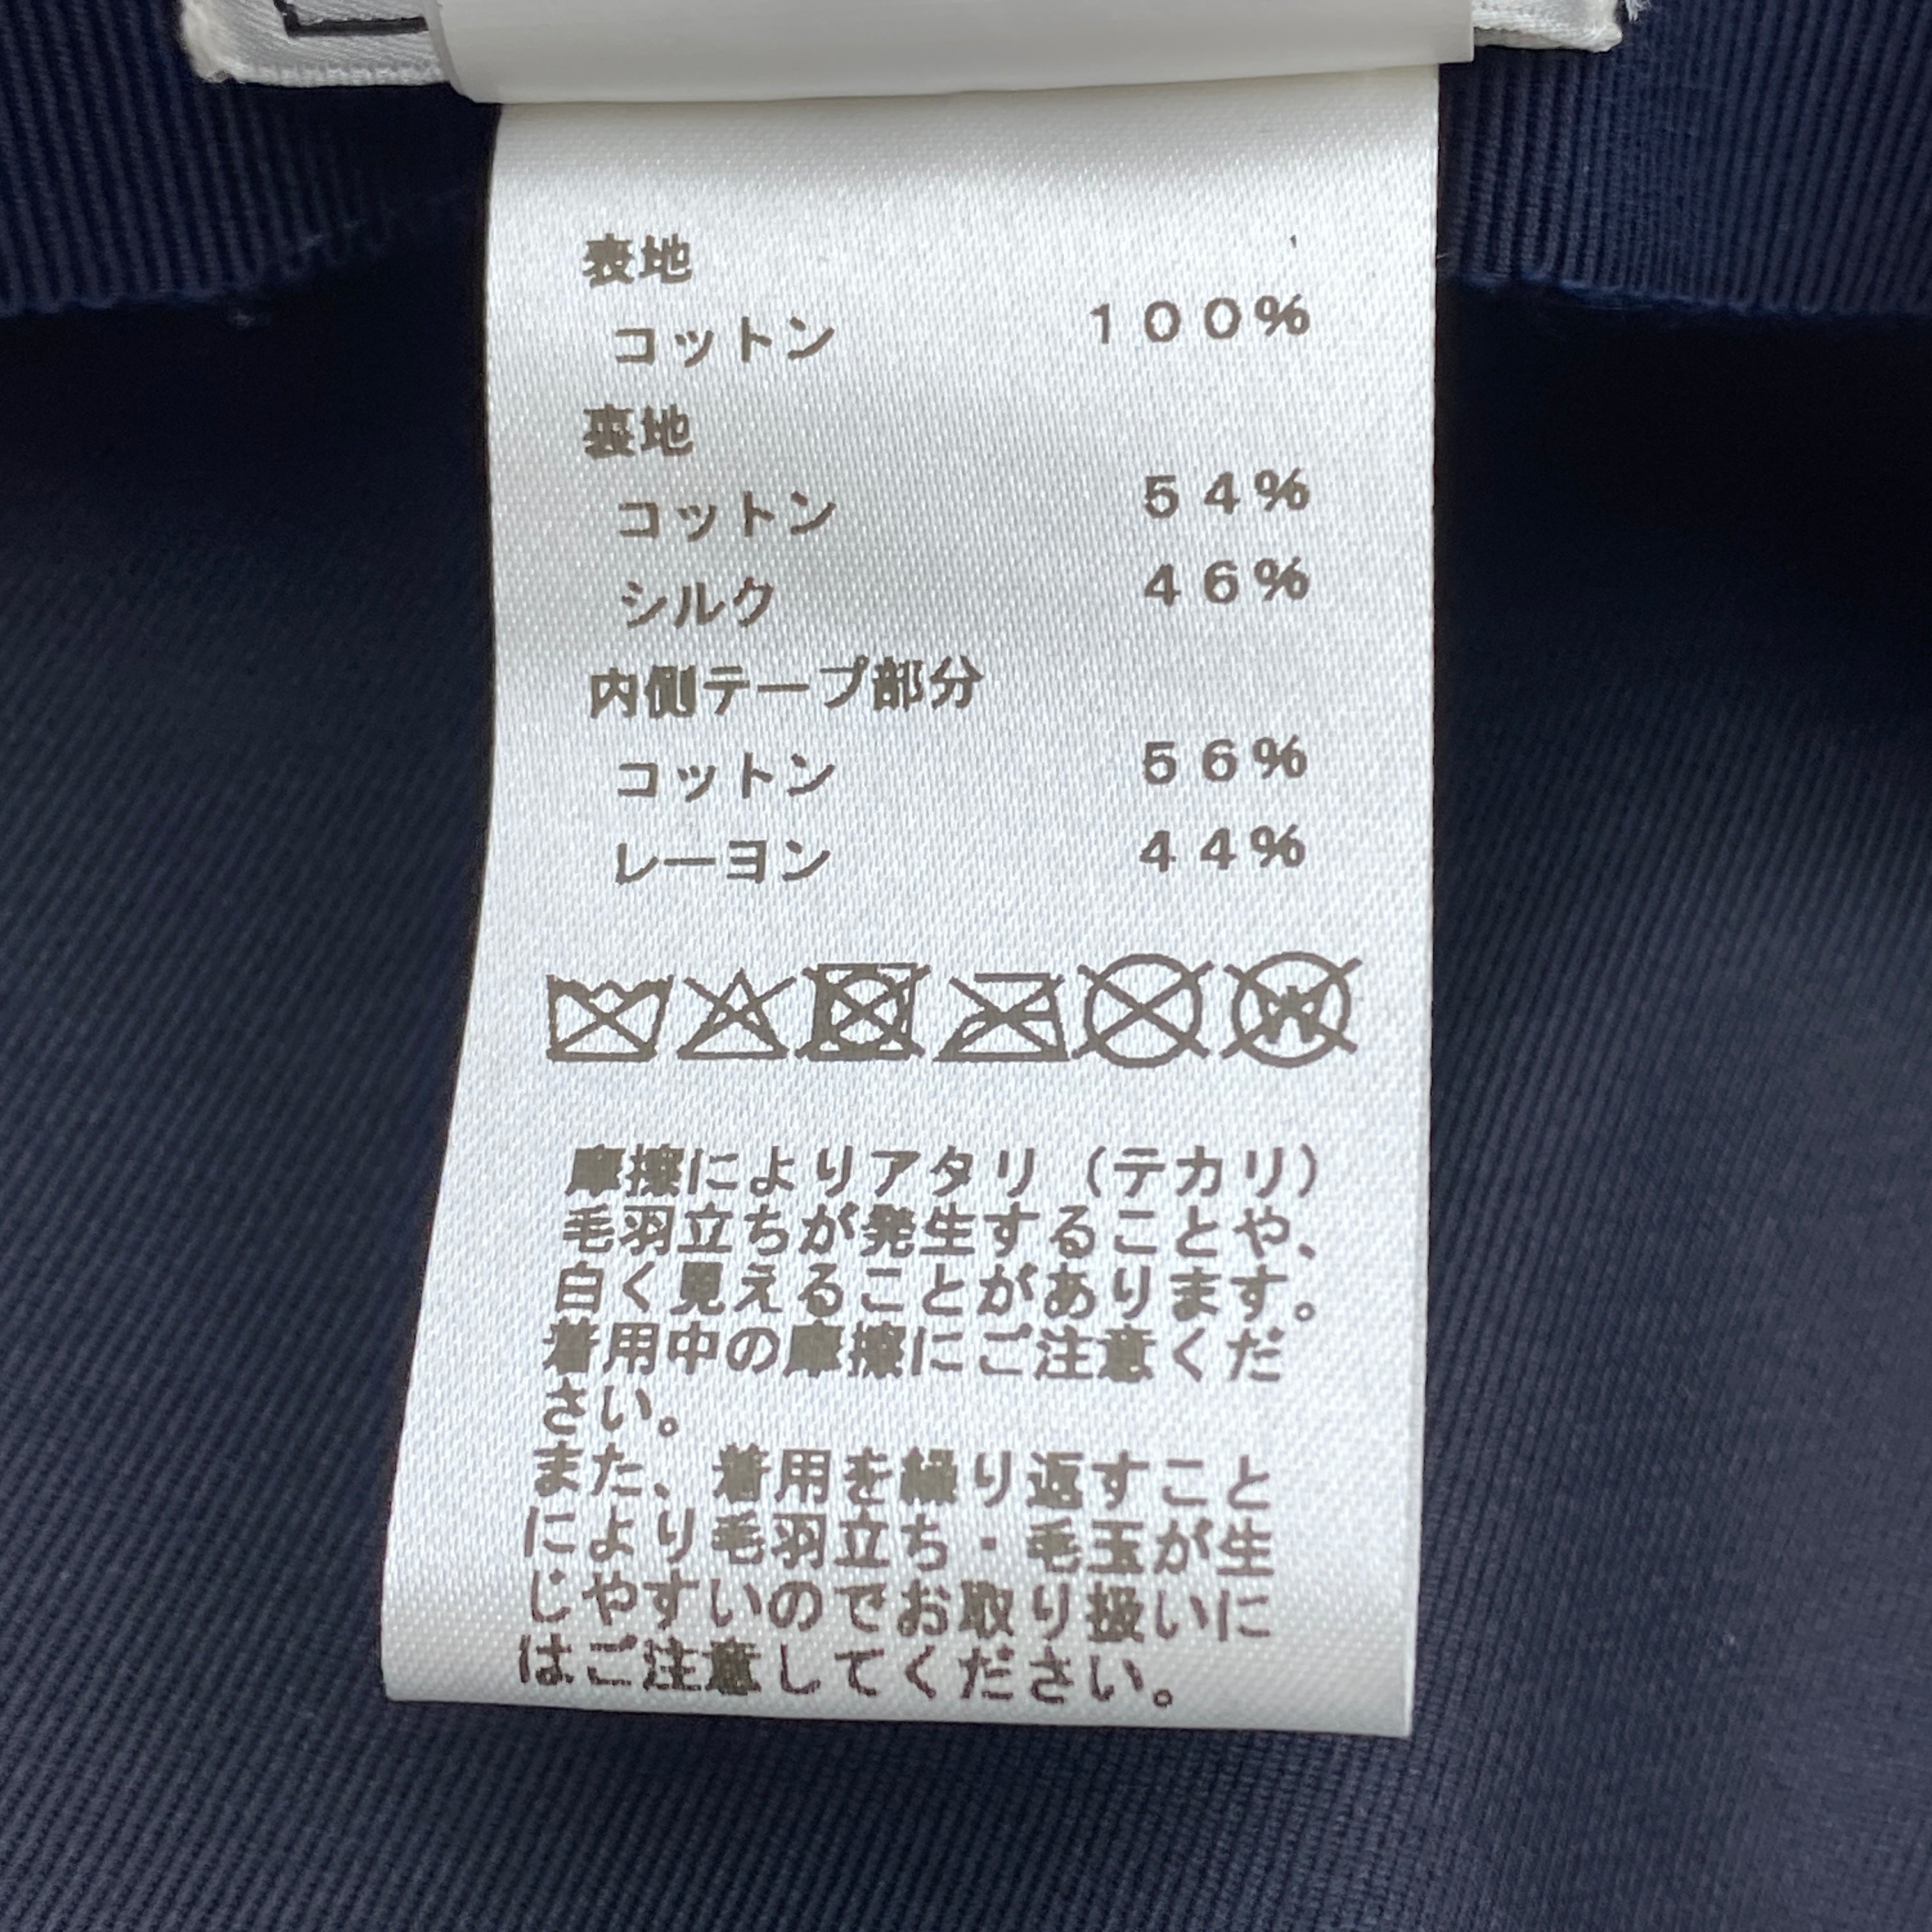 表地
コットン １００％
裏地
コットン ５４％
シルク ４６％
内側テープ部分
コットン ５６％
レーヨン ４４％
W
摩擦によりアタリ（テカリ）
毛羽立ちが発生することや、
白く見えることがあります。
着用中の摩擦にご注意くだ
さい。
また、着用を繰り返すこと
により毛羽立ち・毛玉が生
じやすいのでお取り扱いに
はご注意してください。